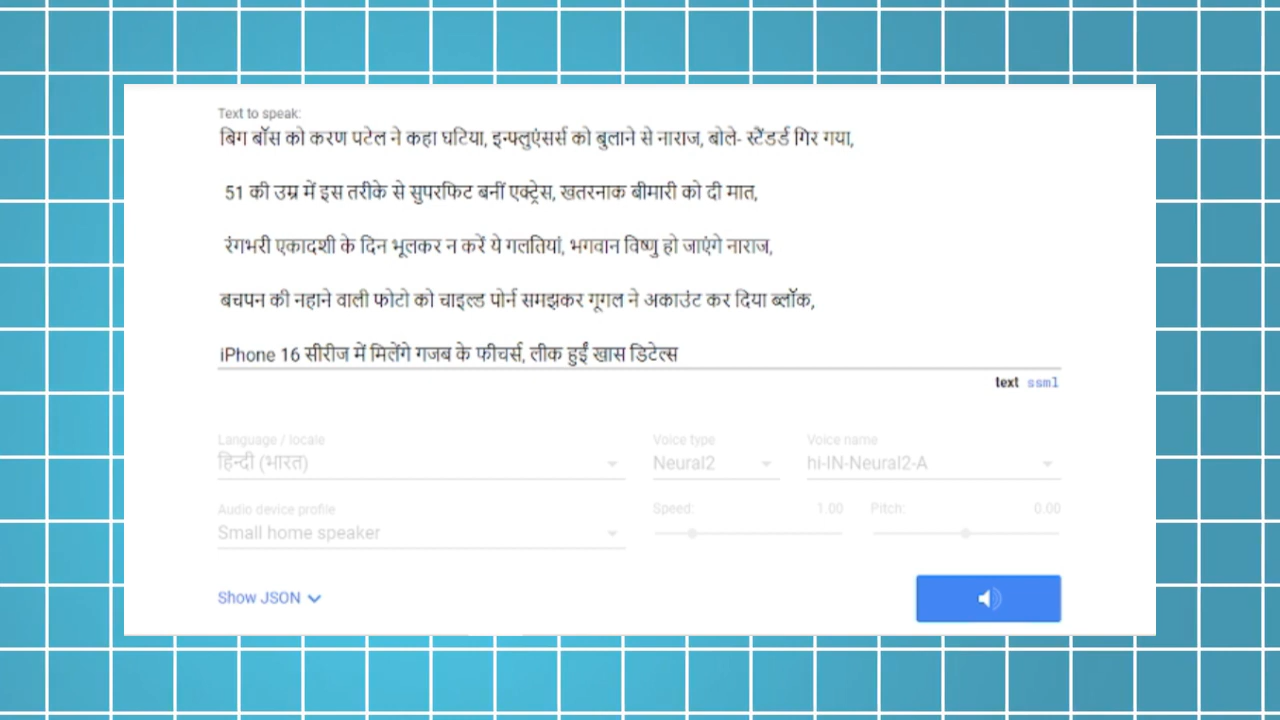 Text to speak:
बिग बॉस को करण पटेल ने कहा घटिया, इन्फ्लुएंसर्स को बुलाने से नाराज, बोले- स्टैंडर्ड गिर गया,
51 की उम्र में इस तरीके से सुपरफिट बनीं एक्ट्रेस, खतरनाक बीमारी को दी मात,
रंगभरी एकादशी के दिन भूलकर न करें ये गलतियां, भगवान विष्णु हो जाएंगे नाराज,
बचपन की नहाने वाली फोटो को चाइल्ड पोर्न समझकर गूगल ने अकाउंट कर दिया ब्लॉक,
iPhone 16 सीरीज में मिलेंगे गजब के फीचर्स, लीक हुईं खास डिटेल्स
text ssml
Language / locale Voice type Voice name
हिन्दी (भारत) Neural2 hi-IN-Neural2-A
Audio device profile Speed: 1.00 Pitch: 0.00
Small home speaker
Show JSON